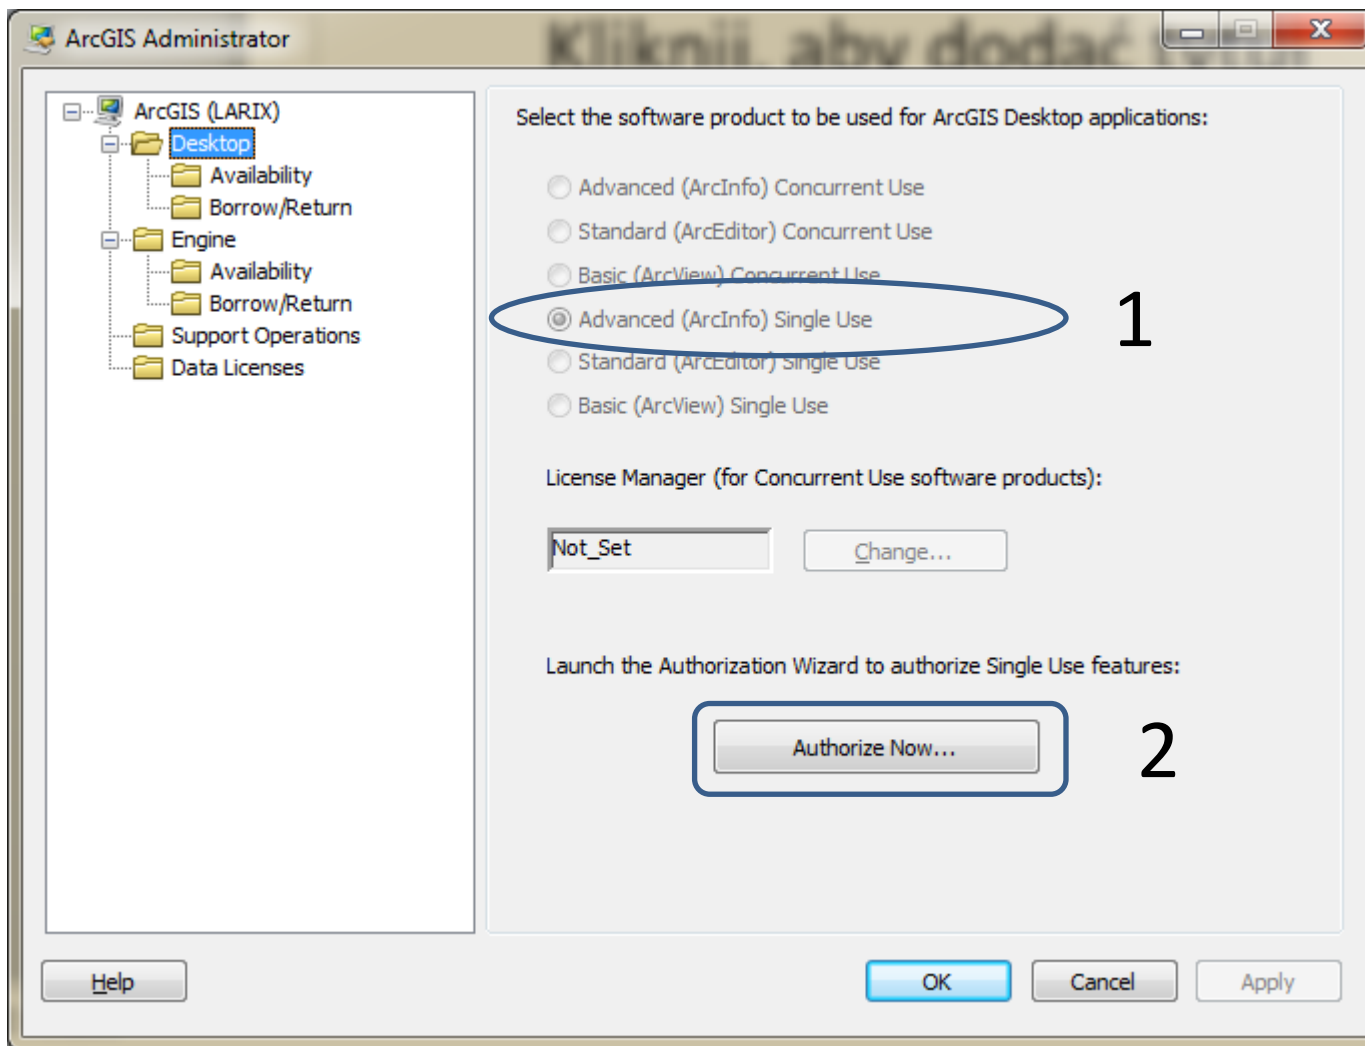 Kliknij, aby dodać tytuł
ArcGIS Administrator
ArcGIS (LARIX)
Desktop
Availability
Borrow/Return
Engine
Availability
Borrow/Return
Support Operations
Data Licenses
Select the software product to be used for ArcGIS Desktop applications:
Advanced (ArcInfo) Concurrent Use
Standard (ArcEditor) Concurrent Use
Basic (ArcView) Concurrent Use
Advanced (ArcInfo) Single Use
1
Standard (ArcEditor) Single Use
Basic (ArcView) Single Use
License Manager (for Concurrent Use software products):
Not_Set
Change...
Launch the Authorization Wizard to authorize Single Use features:
Authorize Now...
2
Help
OK
Cancel
Apply